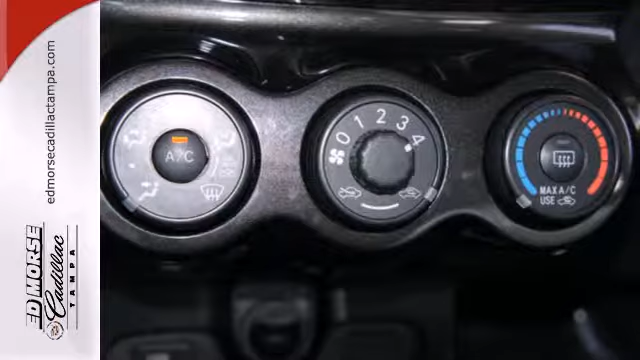 edmorsecadillactampa.com
ED MORSE
Cadillac
TAMPA
A/C
0 1 2 3 4
MAX A/C
USE